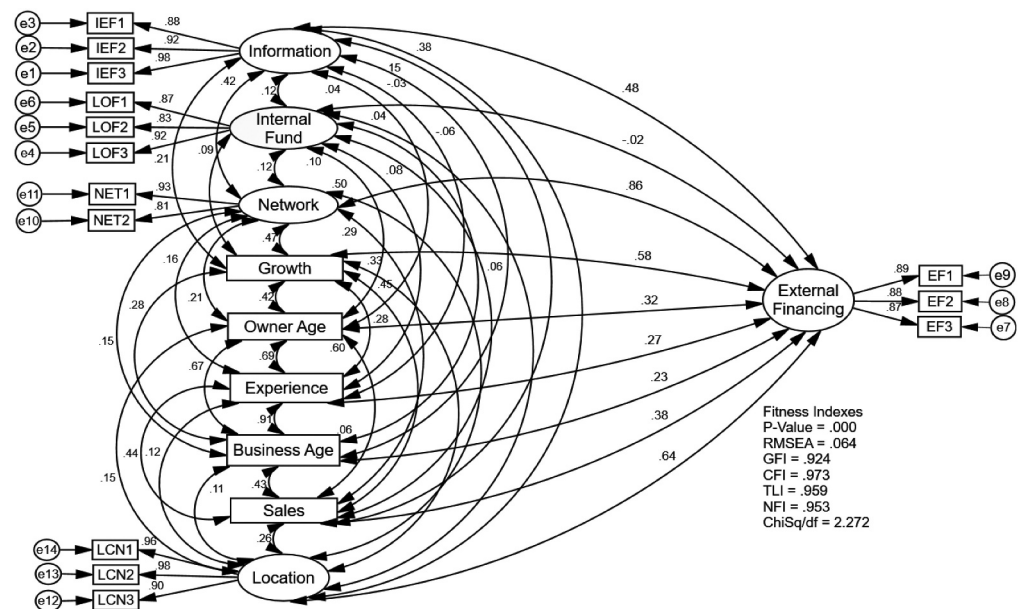 e3 IEF1 .88
e2 IEF2 .92
e1 IEF3 .98
Information
.38
.48
e6 LOF1 .87
e5 LOF2 .83
e4 LOF3 .92
.21
.42
.12
.04
.15
-.03
Internal
Fund
.04
-.06
-.02
.09
.12
.10
.08
e11 NET1 .93
e10 NET2 .81
Network
.50
.29
.86
.16
.47
.33
.06
Growth
.45
.58
.28
.21
.42
.28
.15
Owner Age
.32
.67
.69
.60
Experience
.27
.91
.06
.23
Business Age
.44
.12
.15
.11
.43
.38
Sales
.26
.64
e14 LCN1 .96
e13 LCN2 .98
e12 LCN3 .90
Location
External
Financing
.89 EF1 e9
.88 EF2 e8
.87 EF3 e7
Fitness Indexes
P-Value = .000
RMSEA = .064
GFI = .924
CFI = .973
TLI = .959
NFI = .953
ChiSq/df = 2.272